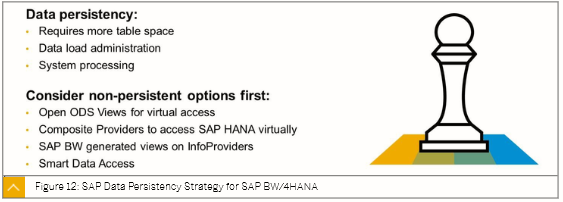 Data persistency:
• Requires more table space
• Data load administration
• System processing
Consider non-persistent options first:
• Open ODS Views for virtual access
• Composite Providers to access SAP HANA virtually
• SAP BW generated views on InfoProviders
• Smart Data Access
Figure 12: SAP Data Persistency Strategy for SAP BW/4HANA